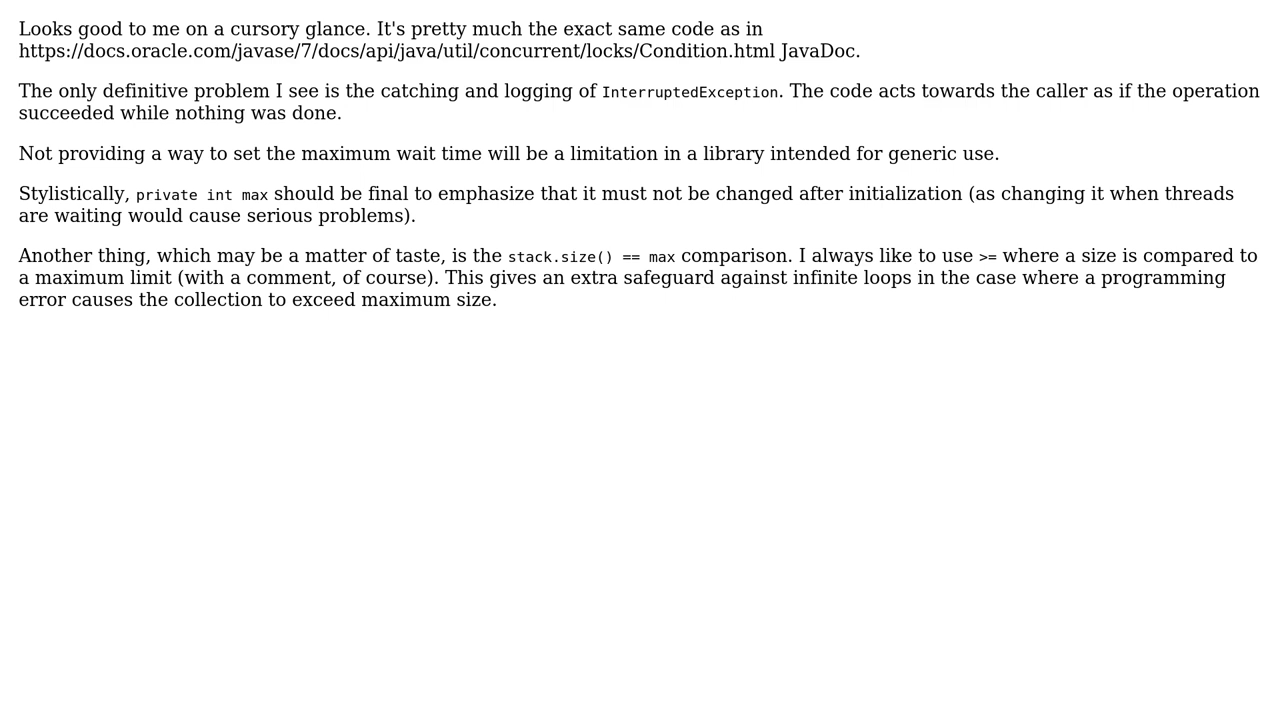 Looks good to me on a cursory glance. It's pretty much the exact same code as in
https://docs.oracle.com/javase/7/docs/api/java/util/concurrent/locks/Condition.html JavaDoc.
The only definitive problem I see is the catching and logging of InterruptedException. The code acts towards the caller as if the operation
succeeded while nothing was done.
Not providing a way to set the maximum wait time will be a limitation in a library intended for generic use.
Stylistically, private int max should be final to emphasize that it must not be changed after initialization (as changing it when threads
are waiting would cause serious problems).
Another thing, which may be a matter of taste, is the stack.size() == max comparison. I always like to use >= where a size is compared to
a maximum limit (with a comment, of course). This gives an extra safeguard against infinite loops in the case where a programming
error causes the collection to exceed maximum size.